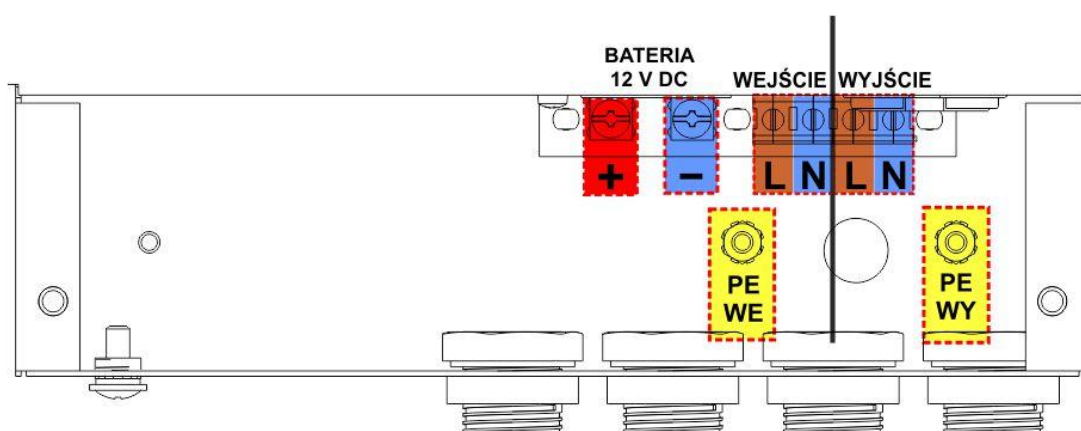 BATERIA
12 V DC
WEJŚCIE WYJŚCIE
+ − L N L N
PE
WE
PE
WY